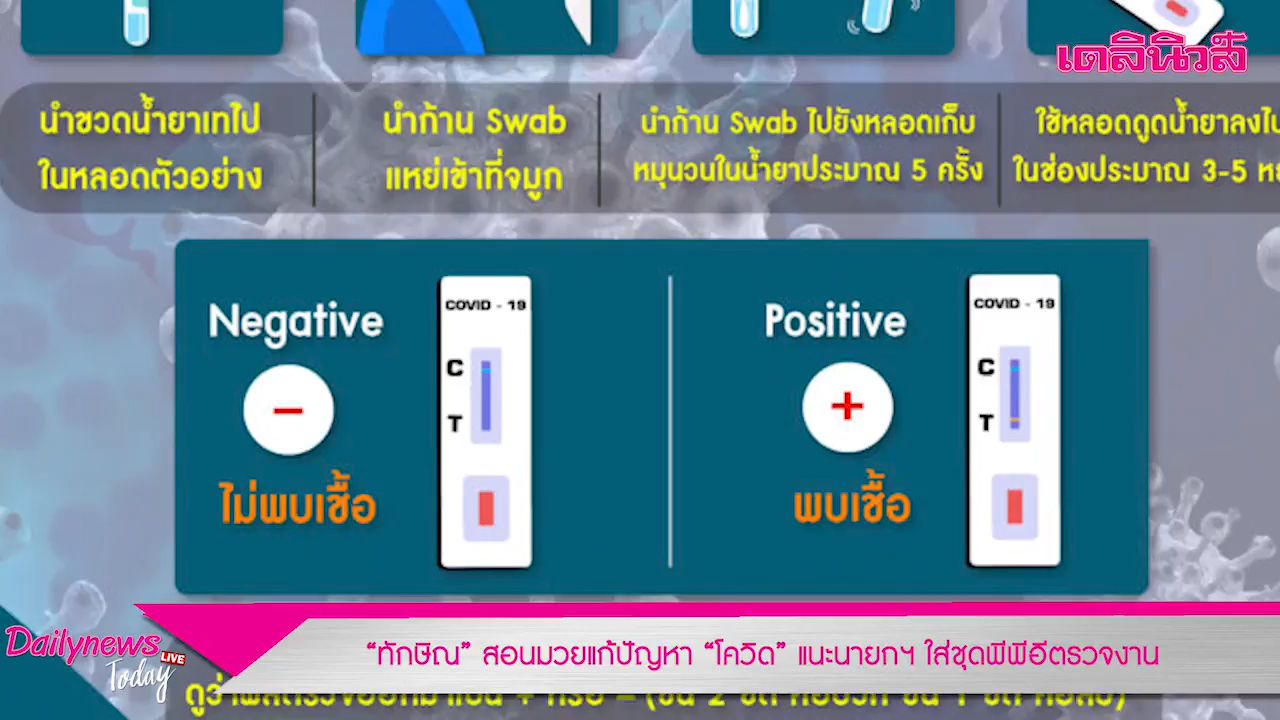 เดลินิวส์
นำขวดน้ำยาเทไป
ในหลอดตัวอย่าง
นำก้าน Swab
แหย่เข้าที่จมูก
นำก้าน Swab ไปยังหลอดเก็บ
หมุนวนในน้ำยาประมาณ 5 ครั้ง
ใช้หลอดดูดน้ำยาลงไป
ในช่องประมาณ 3-5
Negative
COVID - 19
C
T
ไม่พบเชื้อ
Positive
COVID - 19
C
T
พบเชื้อ
Dailynews
LIVE
Today
“ทักษิณ” สอนมวยแก้ปัญหา “โควิด” แนะนายกฯ ใส่ชุดพีพีอีตรวจงาน